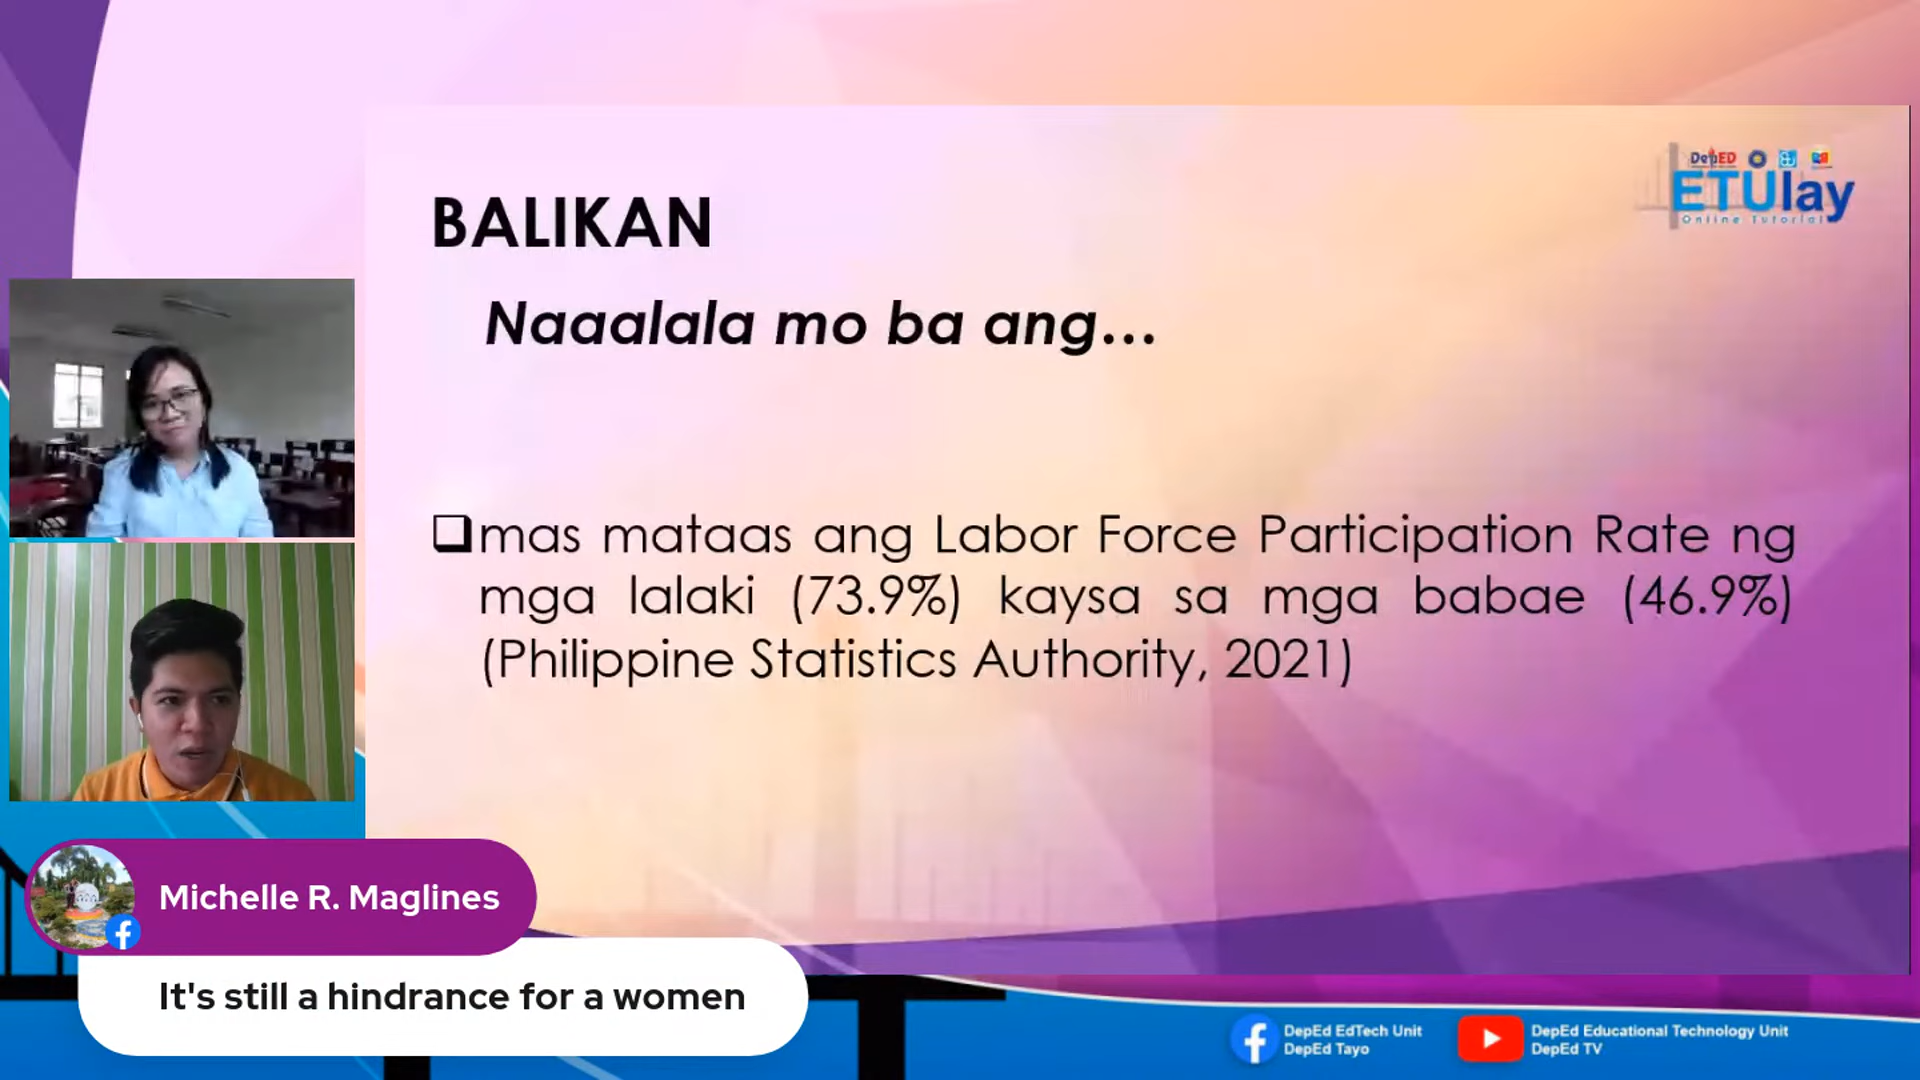 DepED
ETUlay
Online Tutorial
BALIKAN
Naaalala mo ba ang...
mas mataas ang Labor Force Participation Rate ng
mga lalaki (73.9%) kaysa sa mga babae (46.9%)
(Philippine Statistics Authority, 2021)
Michelle R. Maglines
It's still a hindrance for a women
DepEd EdTech Unit
DepEd Tayo
DepEd Educational Technology Unit
DepEd TV